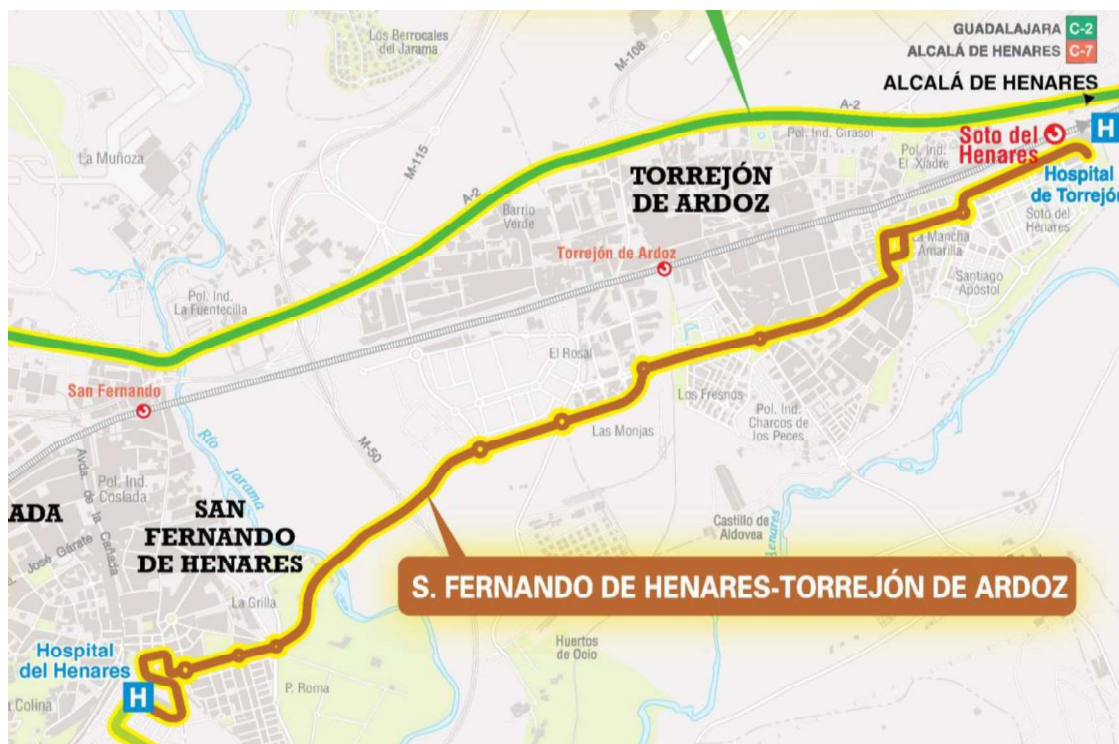 GUADALAJARA C-2
ALCALÁ DE HENARES C-7
ALCALÁ DE HENARES
Los Berrocales
del Jarama
M-108
A-2
Pol. Ind. Girasol
Soto del
Henares
H
La Muñoza
M-115
Pol. Ind.
El Xiadre
Hospital
de Torrejón
TORREJÓN
DE ARDOZ
A-2
Barrio
Verde
Soto del
Henares
La Mancha
Amarilla
Torrejón de Ardoz
Santiago
Apóstol
Pol. Ind.
La Fuentecilla
El Rosal
San Fernando
Los Fresnos
Pol. Ind.
Charcos de
los Peces
Las Monjas
M-50
Río
Jarama
Avda. de la Cañada
Pol. Ind.
Coslada
ADA
SAN
FERNANDO
DE HENARES
José Gárate
Castillo de
Aldovea
Henares
S. FERNANDO DE HENARES-TORREJÓN DE ARDOZ
La Grilla
Hospital
del Henares
H
Huertos
de Ocio
P. Roma
La Colina